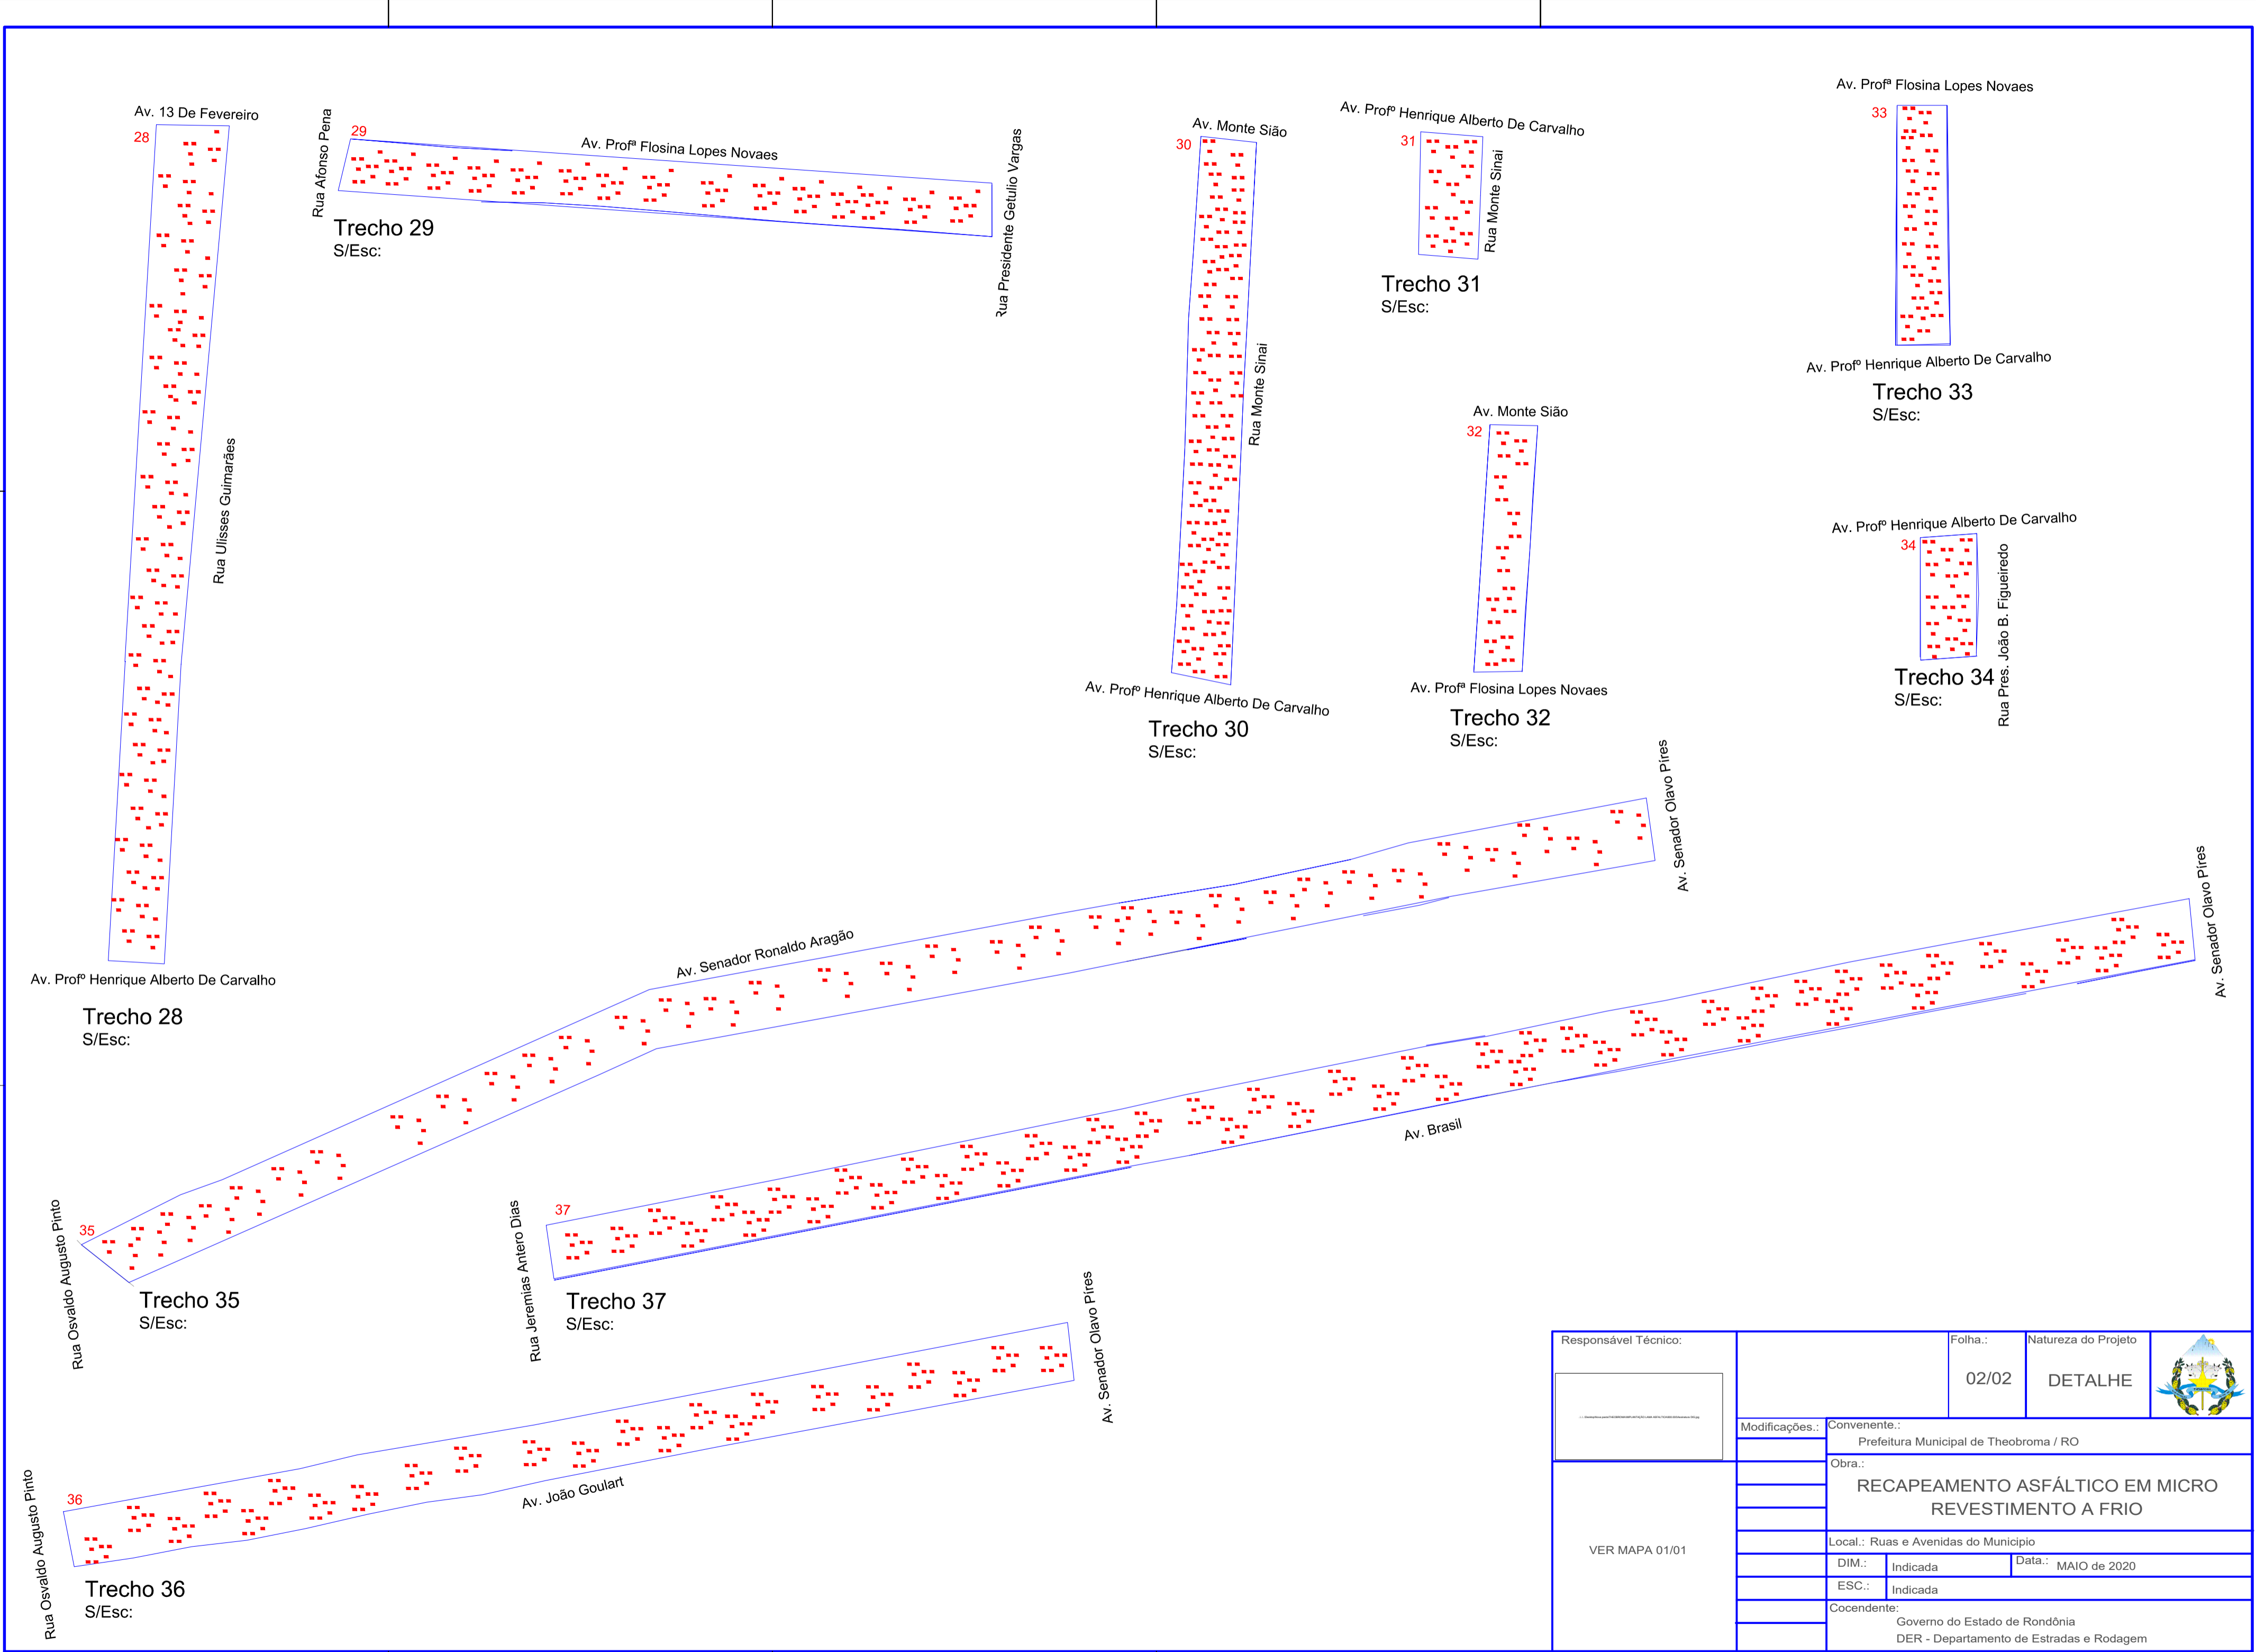 Av. 13 De Fevereiro
28
Rua Ulisses Guimarães
Av. Profº Henrique Alberto De Carvalho
Trecho 28
S/Esc:
Rua Afonso Pena
29
Av. Profª Flosina Lopes Novaes
Rua Presidente Getulio Vargas
Trecho 29
S/Esc:
Av. Monte Sião
30
Rua Monte Sinai
Av. Profº Henrique Alberto De Carvalho
Trecho 30
S/Esc:
Av. Profº Henrique Alberto De Carvalho
31
Rua Monte Sinai
Trecho 31
S/Esc:
Av. Monte Sião
32
Av. Profª Flosina Lopes Novaes
Trecho 32
S/Esc:
Av. Profª Flosina Lopes Novaes
33
Av. Profº Henrique Alberto De Carvalho
Trecho 33
S/Esc:
Av. Profº Henrique Alberto De Carvalho
34
Rua Pres. João B. Figueiredo
Trecho 34
S/Esc:
Av. Senador Olavo Pires
Av. Senador Ronaldo Aragão
35
Rua Osvaldo Augusto Pinto
Trecho 35
S/Esc:
Av. Senador Olavo Pires
Av. Brasil
37
Rua Jeremias Antero Dias
Trecho 37
S/Esc:
Av. Senador Olavo Pires
Av. João Goulart
36
Rua Osvaldo Augusto Pinto
Trecho 36
S/Esc:
Responsável Técnico:
VER MAPA 01/01
Folha.:
02/02
Natureza do Projeto
DETALHE
Modificações.:
Convenente.:
Prefeitura Municipal de Theobroma / RO
Obra.:
RECAPEAMENTO ASFÁLTICO EM MICRO
REVESTIMENTO A FRIO
Local.: Ruas e Avenidas do Municipio
DIM.: Indicada Data.: MAIO de 2020
ESC.: Indicada
Cocendente:
Governo do Estado de Rondônia
DER - Departamento de Estradas e Rodagem